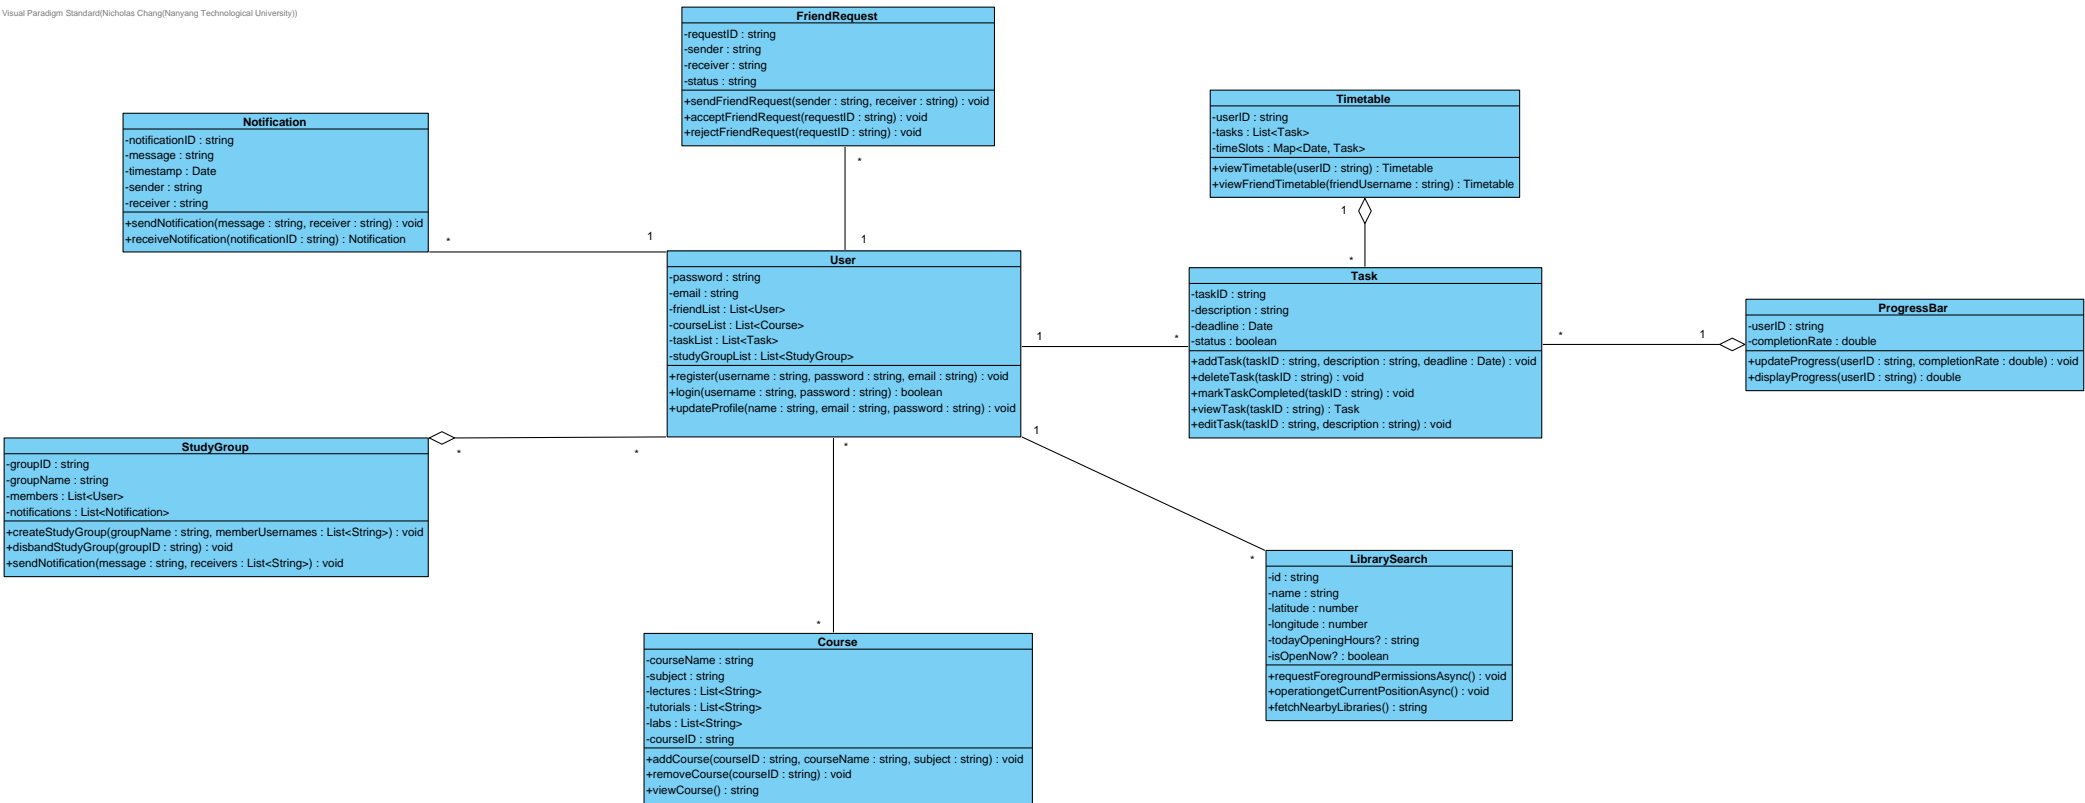 Visual Paradigm Standard(Nicholas Chang(Nanyang Technological University))
FriendRequest
-requestID : string
-sender : string
-receiver : string
-status : string
+sendFriendRequest(sender : string, receiver : string) : void
+acceptFriendRequest(requestID : string) : void
+rejectFriendRequest(requestID : string) : void
*
1
Notification
-notificationID : string
-message : string
-timestamp : Date
-sender : string
-receiver : string
+sendNotification(message : string, receiver : string) : void
+receiveNotification(notificationID : string) : Notification
*
1
Timetable
-userID : string
-tasks : List<Task>
-timeSlots : Map<Date, Task>
+viewTimetable(userID : string) : Timetable
+viewFriendTimetable(friendUsername : string) : Timetable
1
*
User
-password : string
-email : string
-friendList : List<User>
-courseList : List<Course>
-taskList : List<Task>
-studyGroupList : List<StudyGroup>
+register(username : string, password : string, email : string) : void
+login(username : string, password : string) : boolean
+updateProfile(name : string, email : string, password : string) : void
1
*
Task
-taskID : string
-description : string
-deadline : Date
-status : boolean
+addTask(taskID : string, description : string, deadline : Date) : void
+deleteTask(taskID : string) : void
+markTaskCompleted(taskID : string) : void
+viewTask(taskID : string) : Task
+editTask(taskID : string, description : string) : void
*
1
ProgressBar
-userID : string
-completionRate : double
+updateProgress(userID : string, completionRate : double) : void
+displayProgress(userID : string) : double
StudyGroup
-groupID : string
-groupName : string
-members : List<User>
-notifications : List<Notification>
+createStudyGroup(groupName : string, memberUsernames : List<String>) : void
+disbandStudyGroup(groupID : string) : void
+sendNotification(message : string, receivers : List<String>) : void
*
*
*
*
1
*
Course
-courseName : string
-subject : string
-lectures : List<String>
-tutorials : List<String>
-labs : List<String>
-courseID : string
+addCourse(courseID : string, courseName : string, subject : string) : void
+removeCourse(courseID : string) : void
+viewCourse() : string
LibrarySearch
-id : string
-name : string
-latitude : number
-longitude : number
-todayOpeningHours? : string
-isOpenNow? : boolean
+requestForegroundPermissionsAsync() : void
+operationgetCurrentPositionAsync() : void
+fetchNearbyLibraries() : string